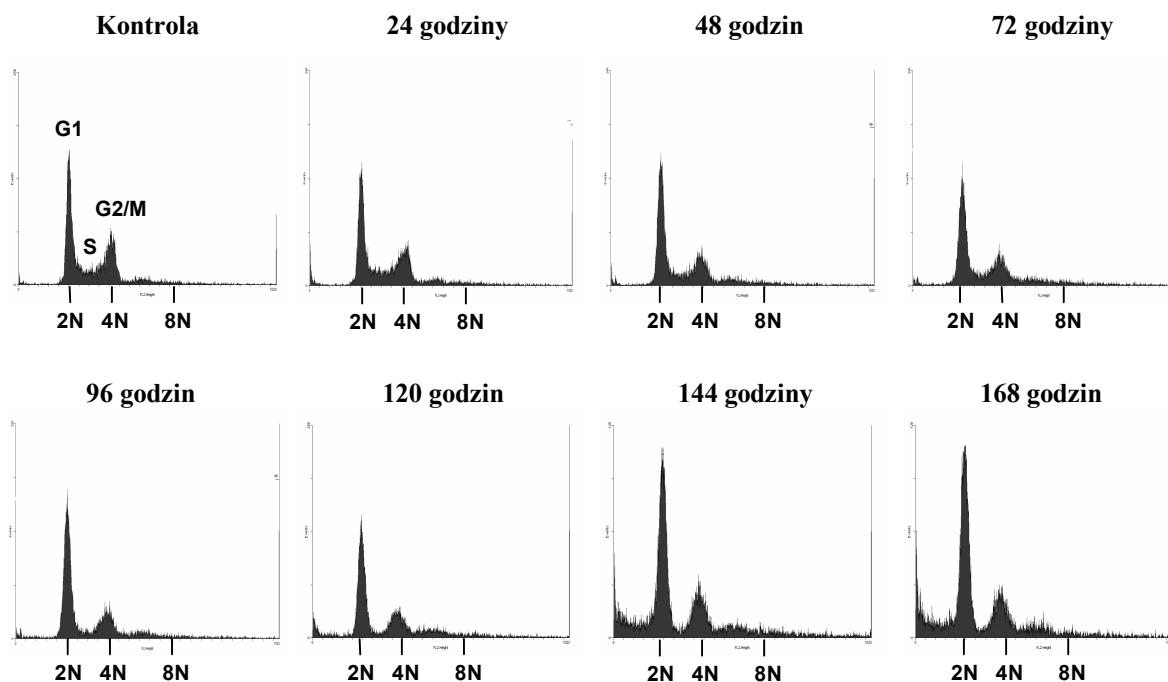 Kontrola 24 godziny 48 godzin 72 godziny
G1
G2/M
S
2N 4N 8N 2N 4N 8N 2N 4N 8N 2N 4N 8N
96 godzin 120 godzin 144 godziny 168 godzin
2N 4N 8N 2N 4N 8N 2N 4N 8N 2N 4N 8N